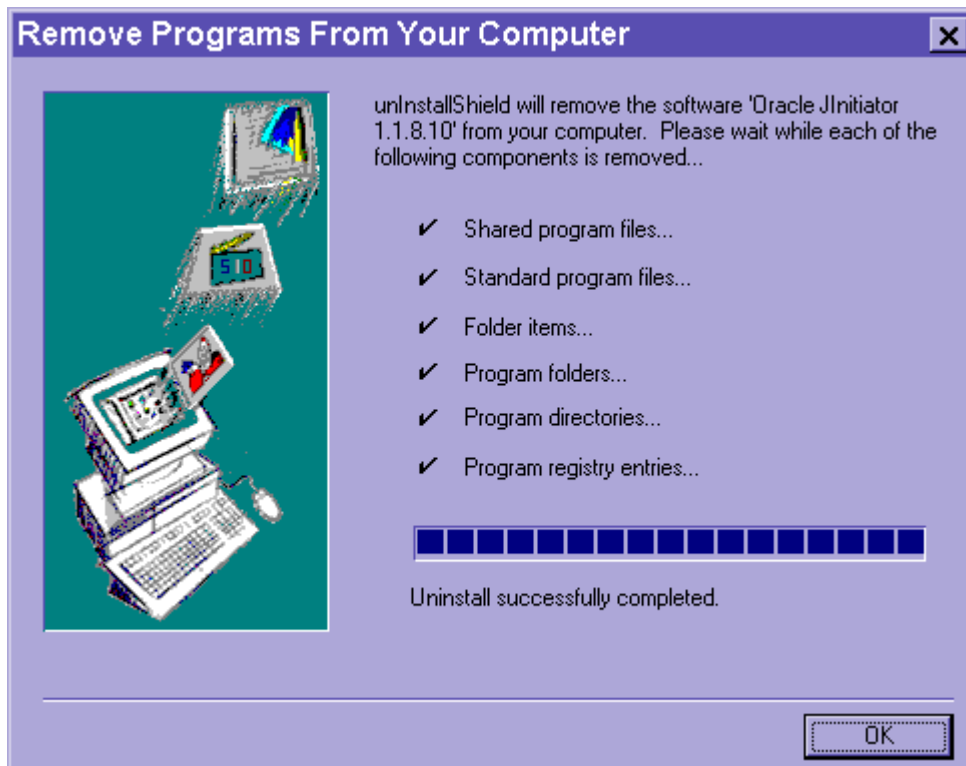 Remove Programs From Your Computer
unInstallShield will remove the software 'Oracle JInitiator
1.1.8.10' from your computer.  Please wait while each of the
following components is removed...
Shared program files...
Standard program files...
Folder items...
Program folders...
Program directories...
Program registry entries...
Uninstall successfully completed.
OK